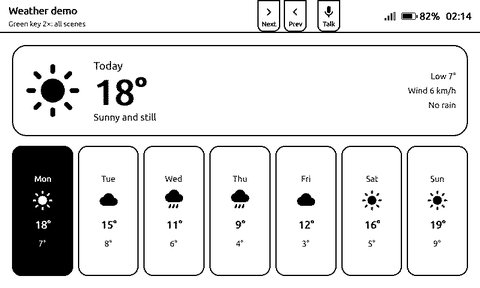 Weather demo
Green key 2×: all scenes
Next
Prev
Talk
82%
02:14
Today
18°
Sunny and still
Low 7°
Wind 6 km/h
No rain
Mon
18°
7°
Tue
15°
8°
Wed
11°
6°
Thu
9°
4°
Fri
12°
3°
Sat
16°
5°
Sun
19°
9°